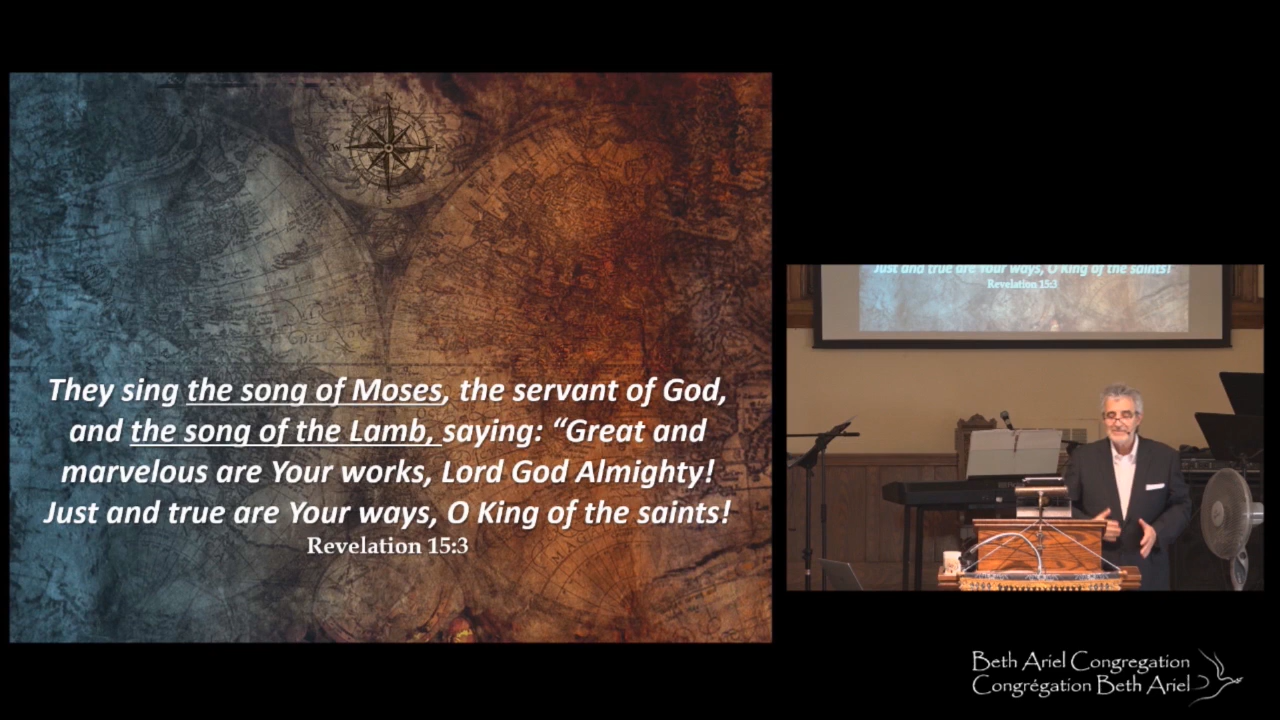 N
W E
S
They sing the song of Moses, the servant of God,
and the song of the Lamb, saying: “Great and
marvelous are Your works, Lord God Almighty!
Just and true are Your ways, O King of the saints!
Revelation 15:3
Just and true are Your ways, O King of the saints!
Revelation 15:3
Beth Ariel Congregation
Congrégation Beth Ariel